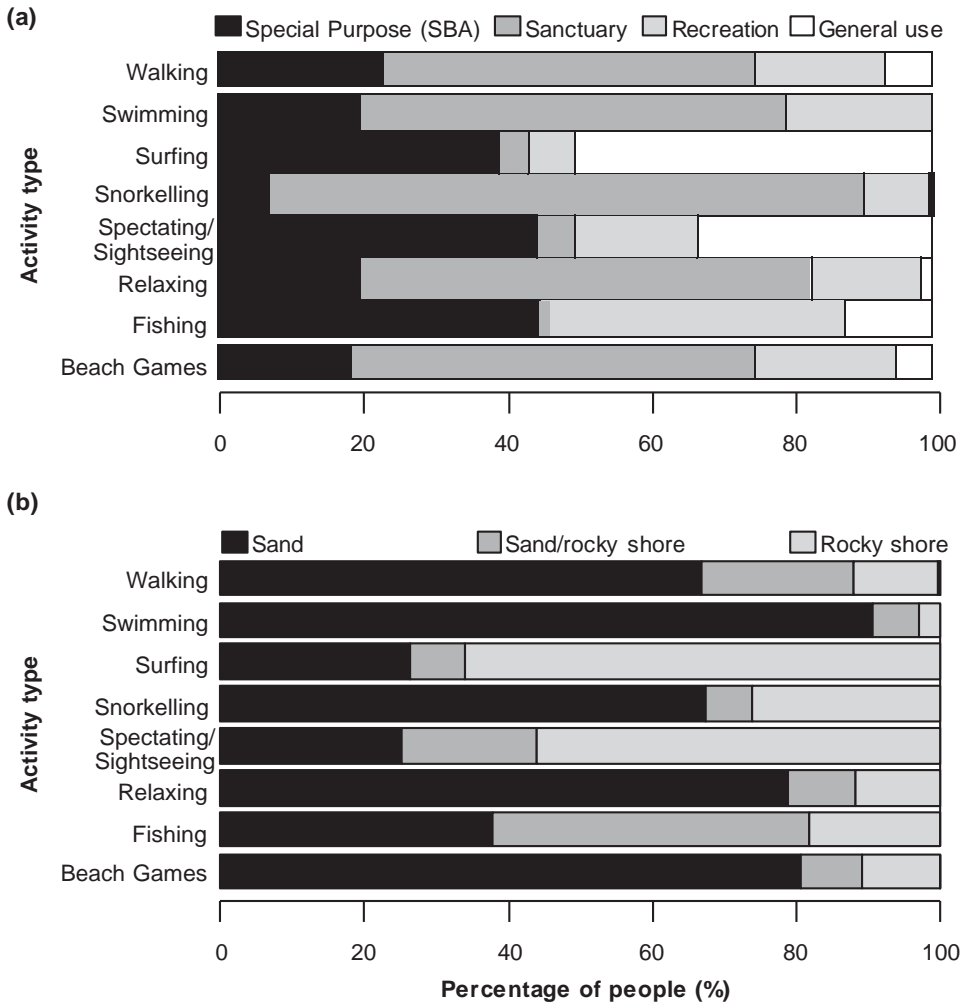 (a)
Special Purpose (SBA) Sanctuary Recreation General use
Activity type
Walking
Swimming
Surfing
Snorkelling
Spectating/
Sightseeing
Relaxing
Fishing
Beach Games
0 20 40 60 80 100
(b)
Sand Sand/rocky shore Rocky shore
Activity type
Walking
Swimming
Surfing
Snorkelling
Spectating/
Sightseeing
Relaxing
Fishing
Beach Games
0 20 40 60 80 100
Percentage of people (%)